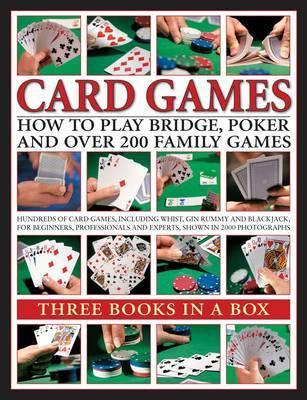 CARD GAMES
HOW TO PLAY BRIDGE, POKER
AND OVER 200 FAMILY GAMES
HUNDREDS OF CARD GAMES, INCLUDING WHIST, GIN RUMMY AND BLACKJACK,
FOR BEGINNERS, PROFESSIONALS AND EXPERTS, SHOWN IN 2000 PHOTOGRAPHS
THREE BOOKS IN A BOX